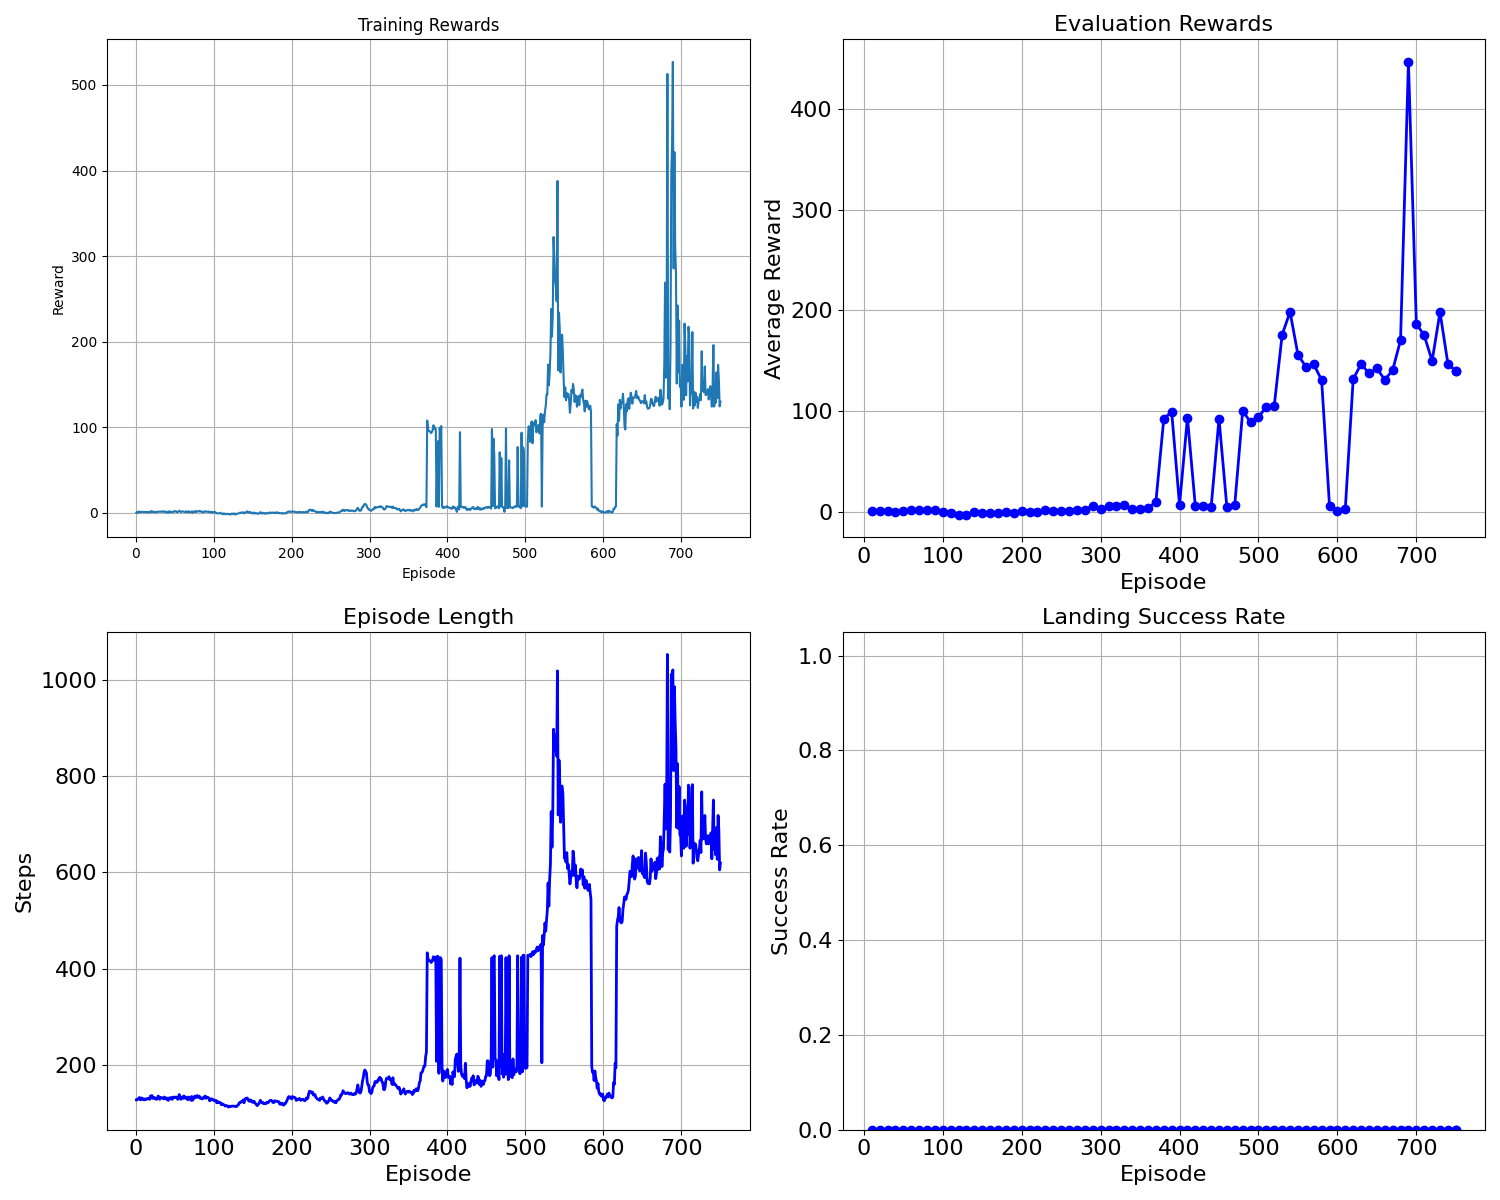 Training Rewards
Reward
500
400
300
200
100
0
0 100 200 300 400 500 600 700
Episode
Evaluation Rewards
Average Reward
400
300
200
100
0
0 100 200 300 400 500 600 700
Episode
Episode Length
Steps
1000
800
600
400
200
0 100 200 300 400 500 600 700
Episode
Landing Success Rate
Success Rate
1.0
0.8
0.6
0.4
0.2
0.0
0 100 200 300 400 500 600 700
Episode